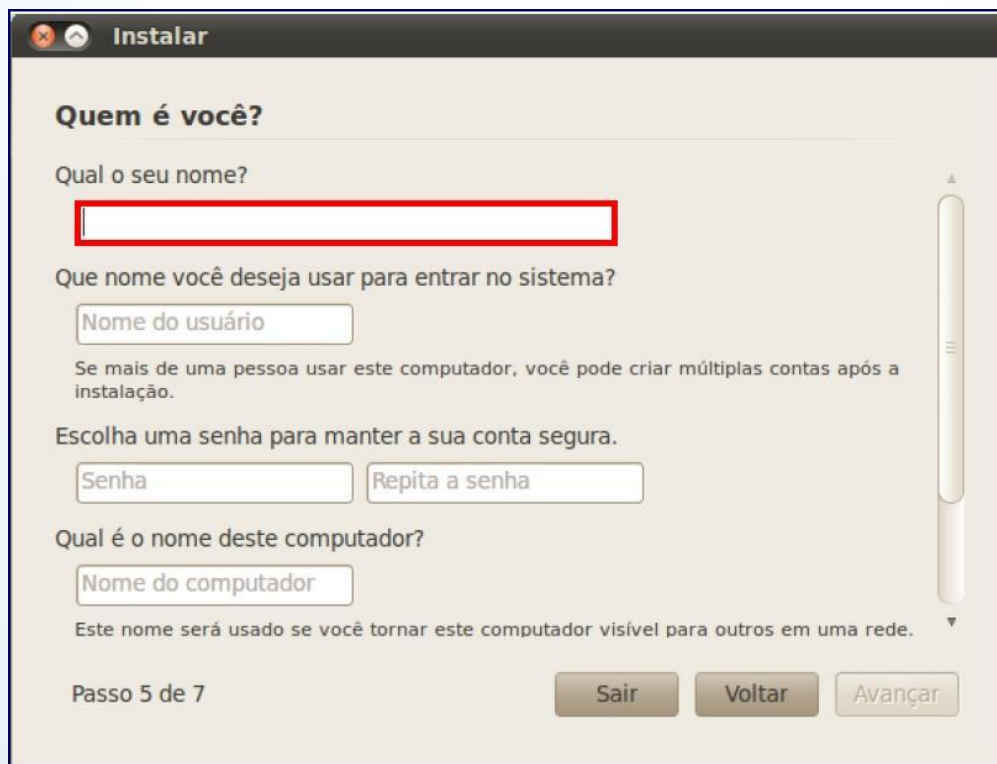 Instalar
Quem é você?
Qual o seu nome?
Que nome você deseja usar para entrar no sistema?
Nome do usuário
Se mais de uma pessoa usar este computador, você pode criar múltiplas contas após a
instalação.
Escolha uma senha para manter a sua conta segura.
Senha Repita a senha
Qual é o nome deste computador?
Nome do computador
Este nome será usado se você tornar este computador visível para outros em uma rede.
Passo 5 de 7 Sair Voltar Avançar